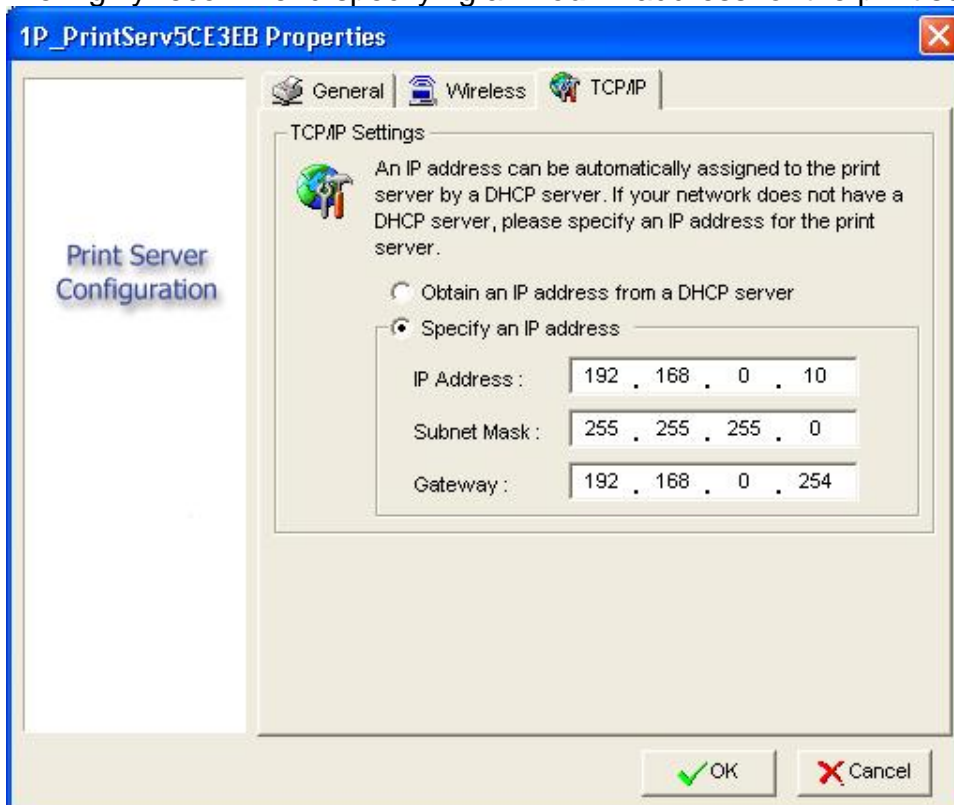 1P_PrintServ5CE3EB Properties
General Wireless TCP/IP
TCP/IP Settings
An IP address can be automatically assigned to the print
server by a DHCP server. If your network does not have a
DHCP server, please specify an IP address for the print
server.
Print Server
Configuration
Obtain an IP address from a DHCP server
Specify an IP address
IP Address : 192 . 168 . 0 . 10
Subnet Mask : 255 . 255 . 255 . 0
Gateway : 192 . 168 . 0 . 254
OK Cancel